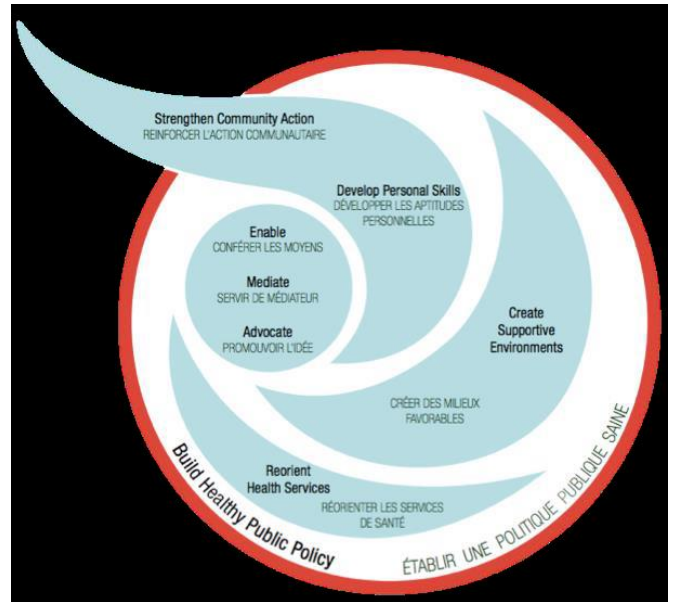 Strengthen Community Action
REINFORCER L'ACTION COMMUNAUTAIRE
Develop Personal Skills
DÉVELOPPER LES APTITUDES
PERSONNELLES
Enable
CONFÉRER LES MOYENS
Mediate
SERVIR DE MÉDIATEUR
Advocate
PROMOUVOIR L'IDÉE
Create
Supportive
Environments
CRÉER DES MILIEUX
FAVORABLES
Reorient
Health Services
RÉORIENTER LES SERVICES
DE SANTÉ
Build Healthy Public Policy
ÉTABLIR UNE POLITIQUE PUBLIQUE SAINE